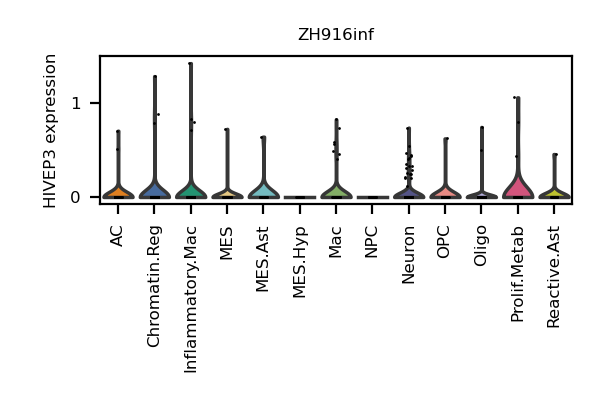 ZH916inf
HIVEP3 expression
1
0
AC
Chromatin.Reg
Inflammatory.Mac
MES
MES.Ast
MES.Hyp
Mac
NPC
Neuron
OPC
Oligo
Prolif.Metab
Reactive.Ast